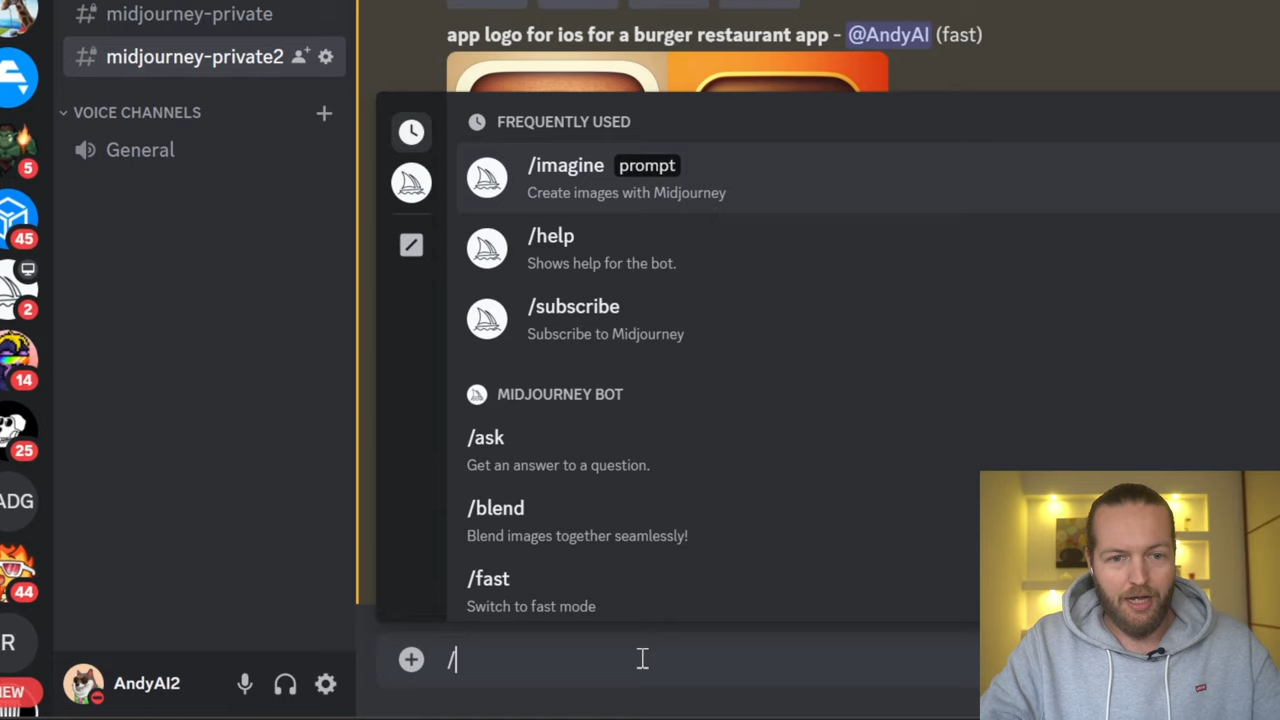 midjourney-private
midjourney-private2
VOICE CHANNELS
General
5
45
2
14
25
ADG
44
R
NEW
AndyAI2
app logo for ios for a burger restaurant app - @AndyAI (fast)
FREQUENTLY USED
/imagine prompt
Create images with Midjourney
/help
Shows help for the bot.
/subscribe
Subscribe to Midjourney
MIDJOURNEY BOT
/ask
Get an answer to a question.
/blend
Blend images together seamlessly!
/fast
Switch to fast mode
/